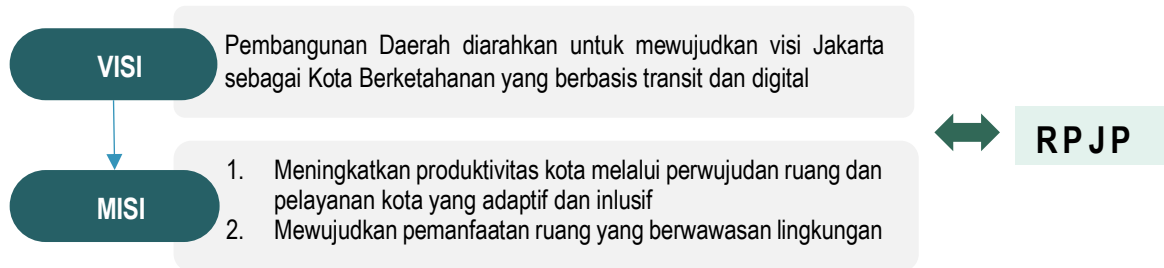 VISI
Pembangunan Daerah diarahkan untuk mewujudkan visi Jakarta
sebagai Kota Berketahanan yang berbasis transit dan digital
RPJP
MISI
1. Meningkatkan produktivitas kota melalui perwujudan ruang dan
pelayanan kota yang adaptif dan inlusif
2. Mewujudkan pemanfaatan ruang yang berwawasan lingkungan